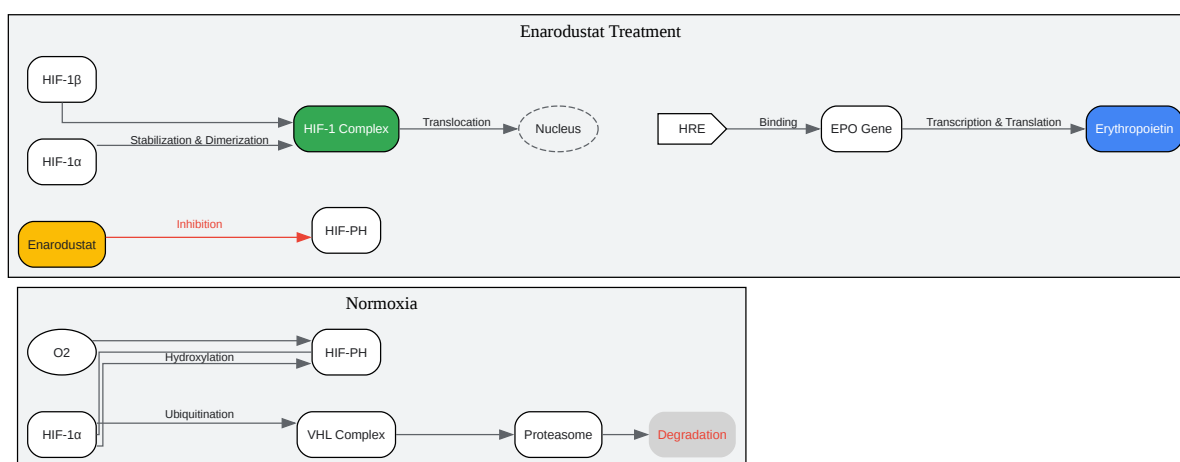 Enarodustat Treatment
HIF-1β
HIF-1α
Stabilization & Dimerization
HIF-1 Complex
Translocation
Nucleus
HRE
Binding
EPO Gene
Transcription & Translation
Erythropoietin
Enarodustat
Inhibition
HIF-PH
Normoxia
O2
HIF-PH
Hydroxylation
HIF-1α
Ubiquitination
VHL Complex
Proteasome
Degradation